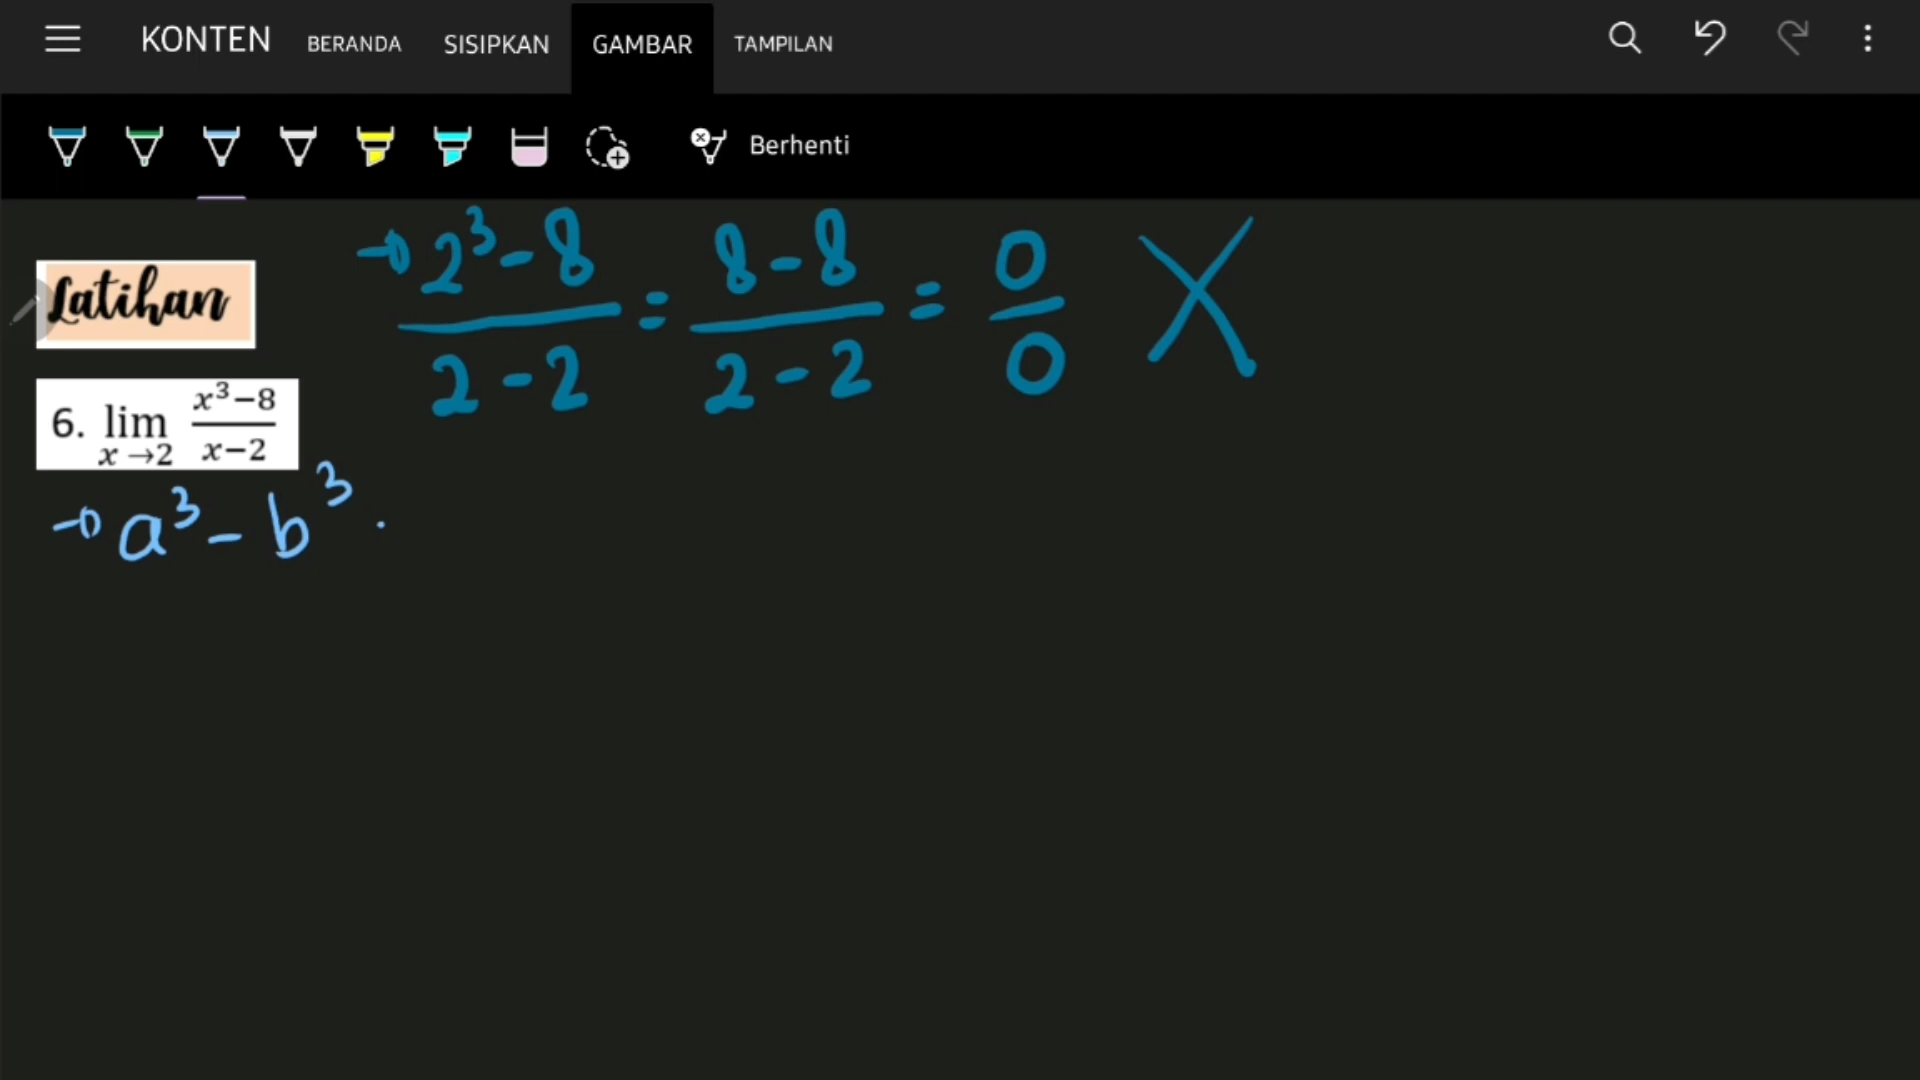 KONTEN BERANDA SISIPKAN GAMBAR TAMPILAN
Berhenti
Latihan
→ 2³-8 / 2-2 = 8-8 / 2-2 = 0/0 X
6. lim x→2 x³−8 / x−2
→ a³ - b³ .